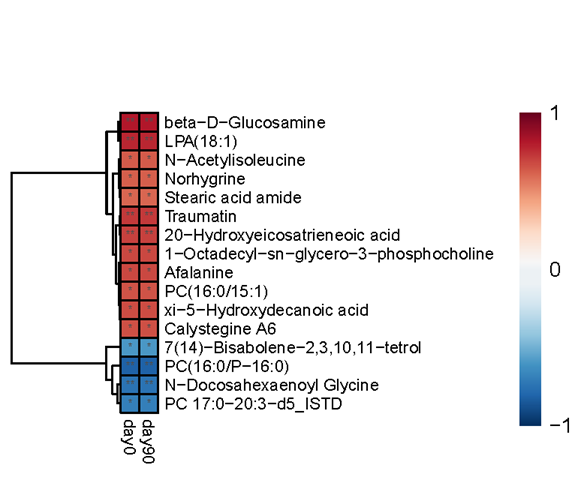 beta−D−Glucosamine
LPA(18:1)
N−Acetylisoleucine
Norhygrine
Stearic acid amide
Traumatin
20−Hydroxyeicosatrieneoic acid
1−Octadecyl−sn−glycero−3−phosphocholine
Afalanine
PC(16:0/15:1)
xi−5−Hydroxydecanoic acid
Calystegine A6
7(14)−Bisabolene−2,3,10,11−tetrol
PC(16:0/P−16:0)
N−Docosahexaenoyl Glycine
PC 17:0−20:3−d5_ISTD
day0
day90
1
0
−1